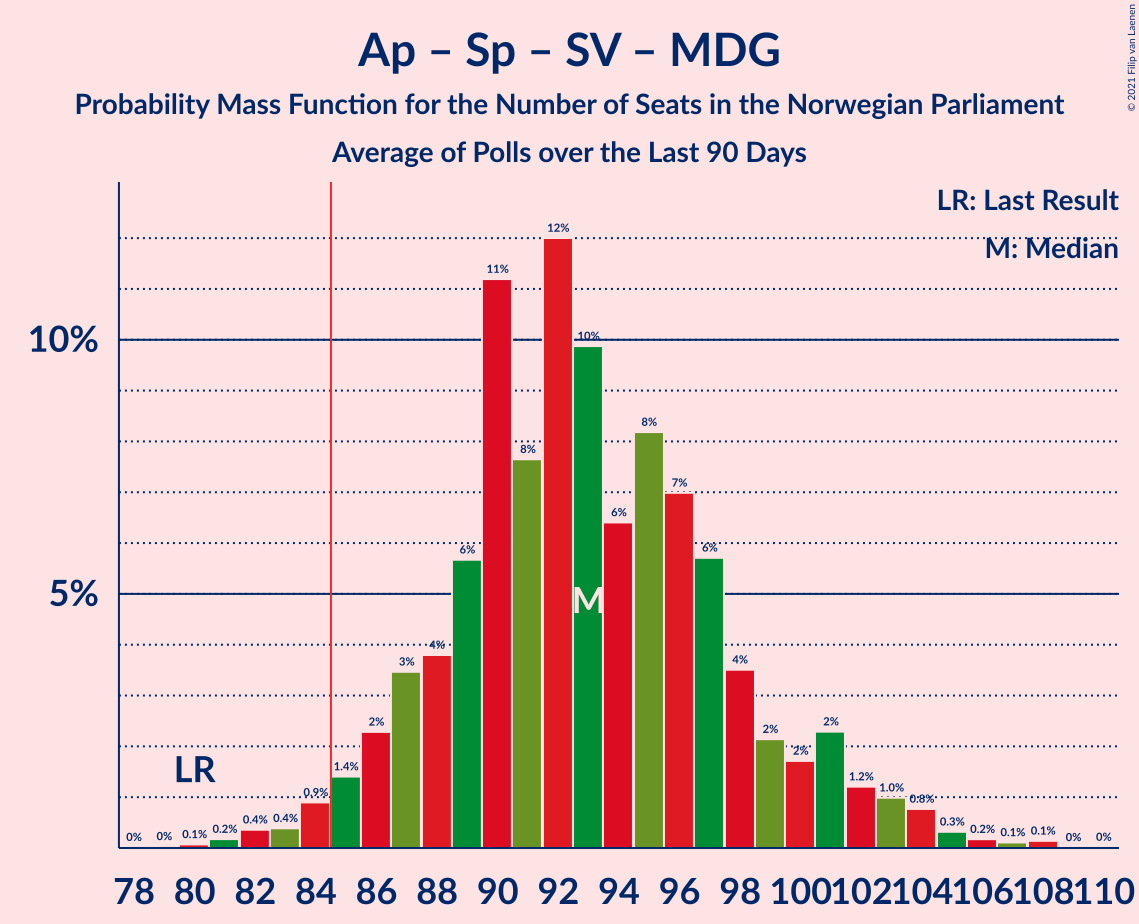 Ap – Sp – SV – MDG
Probability Mass Function for the Number of Seats in the Norwegian Parliament
Average of Polls over the Last 90 Days
© 2021 Filip van Laenen
LR: Last Result
M: Median
10%
5%
LR
M
0% 0% 0.1% 0.2% 0.4% 0.4% 0.9% 1.4% 2% 3% 4% 6% 11% 8% 12% 10% 6% 8% 7% 6% 4% 2% 2% 2% 1.2% 1.0% 0.8% 0.3% 0.2% 0.1% 0.1% 0% 0%
78 80 82 84 86 88 90 92 94 96 98 100 102 104 106 108 110